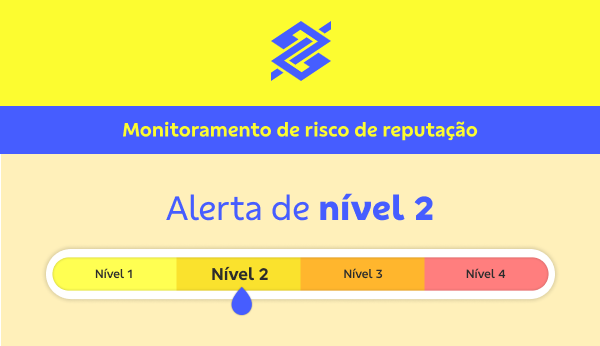 Monitoramento de risco de reputação
Alerta de nível 2
Nível 1
Nível 2
Nível 3
Nível 4